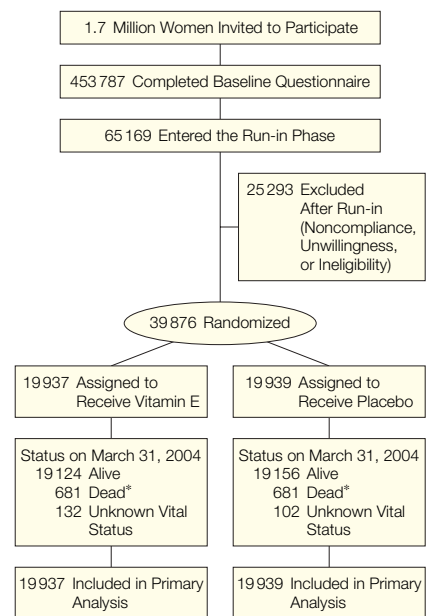 1.7 Million Women Invited to Participate
453 787 Completed Baseline Questionnaire
65 169 Entered the Run-in Phase
25 293 Excluded
After Run-in
(Noncompliance,
Unwillingness,
or Ineligibility)
39 876 Randomized
19 937 Assigned to
Receive Vitamin E
Status on March 31, 2004
19 124 Alive
681 Dead*
132 Unknown Vital
Status
19 937 Included in Primary
Analysis
19 939 Assigned to
Receive Placebo
Status on March 31, 2004
19 156 Alive
681 Dead*
102 Unknown Vital
Status
19 939 Included in Primary
Analysis